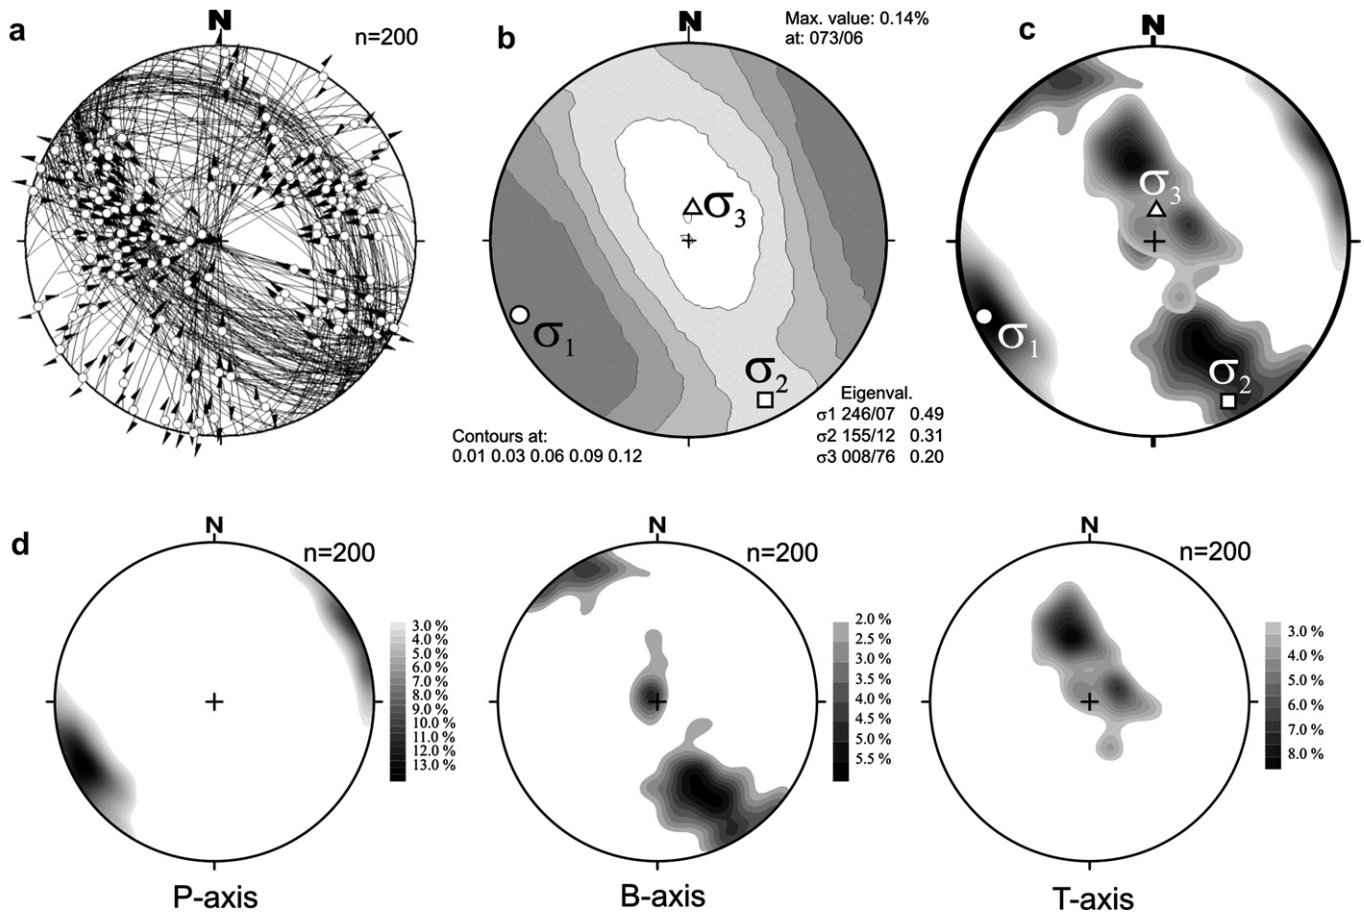 a
N
n=200
b
N
Max. value: 0.14%
at: 073/06
σ3
σ1
σ2
Contours at:
0.01 0.03 0.06 0.09 0.12
Eigenval.
σ1 246/07 0.49
σ2 155/12 0.31
σ3 008/76 0.20
c
N
σ3
σ1
σ2
d
N
n=200
3.0 %
4.0 %
5.0 %
6.0 %
7.0 %
8.0 %
9.0 %
10.0 %
11.0 %
12.0 %
13.0 %
P-axis
N
n=200
2.0 %
2.5 %
3.0 %
3.5 %
4.0 %
4.5 %
5.0 %
5.5 %
B-axis
N
n=200
3.0 %
4.0 %
5.0 %
6.0 %
7.0 %
8.0 %
T-axis